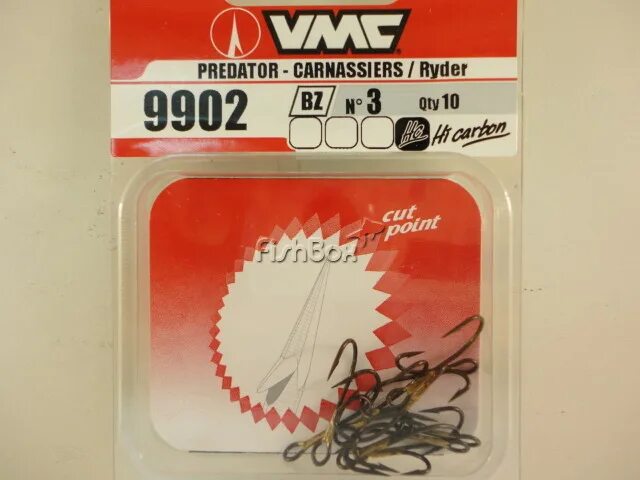 VMC
PREDATOR - CARNASSIERS / Ryder
9902 BZ N° 3 Qty 10
Hi carbon
cut
point
FishBox